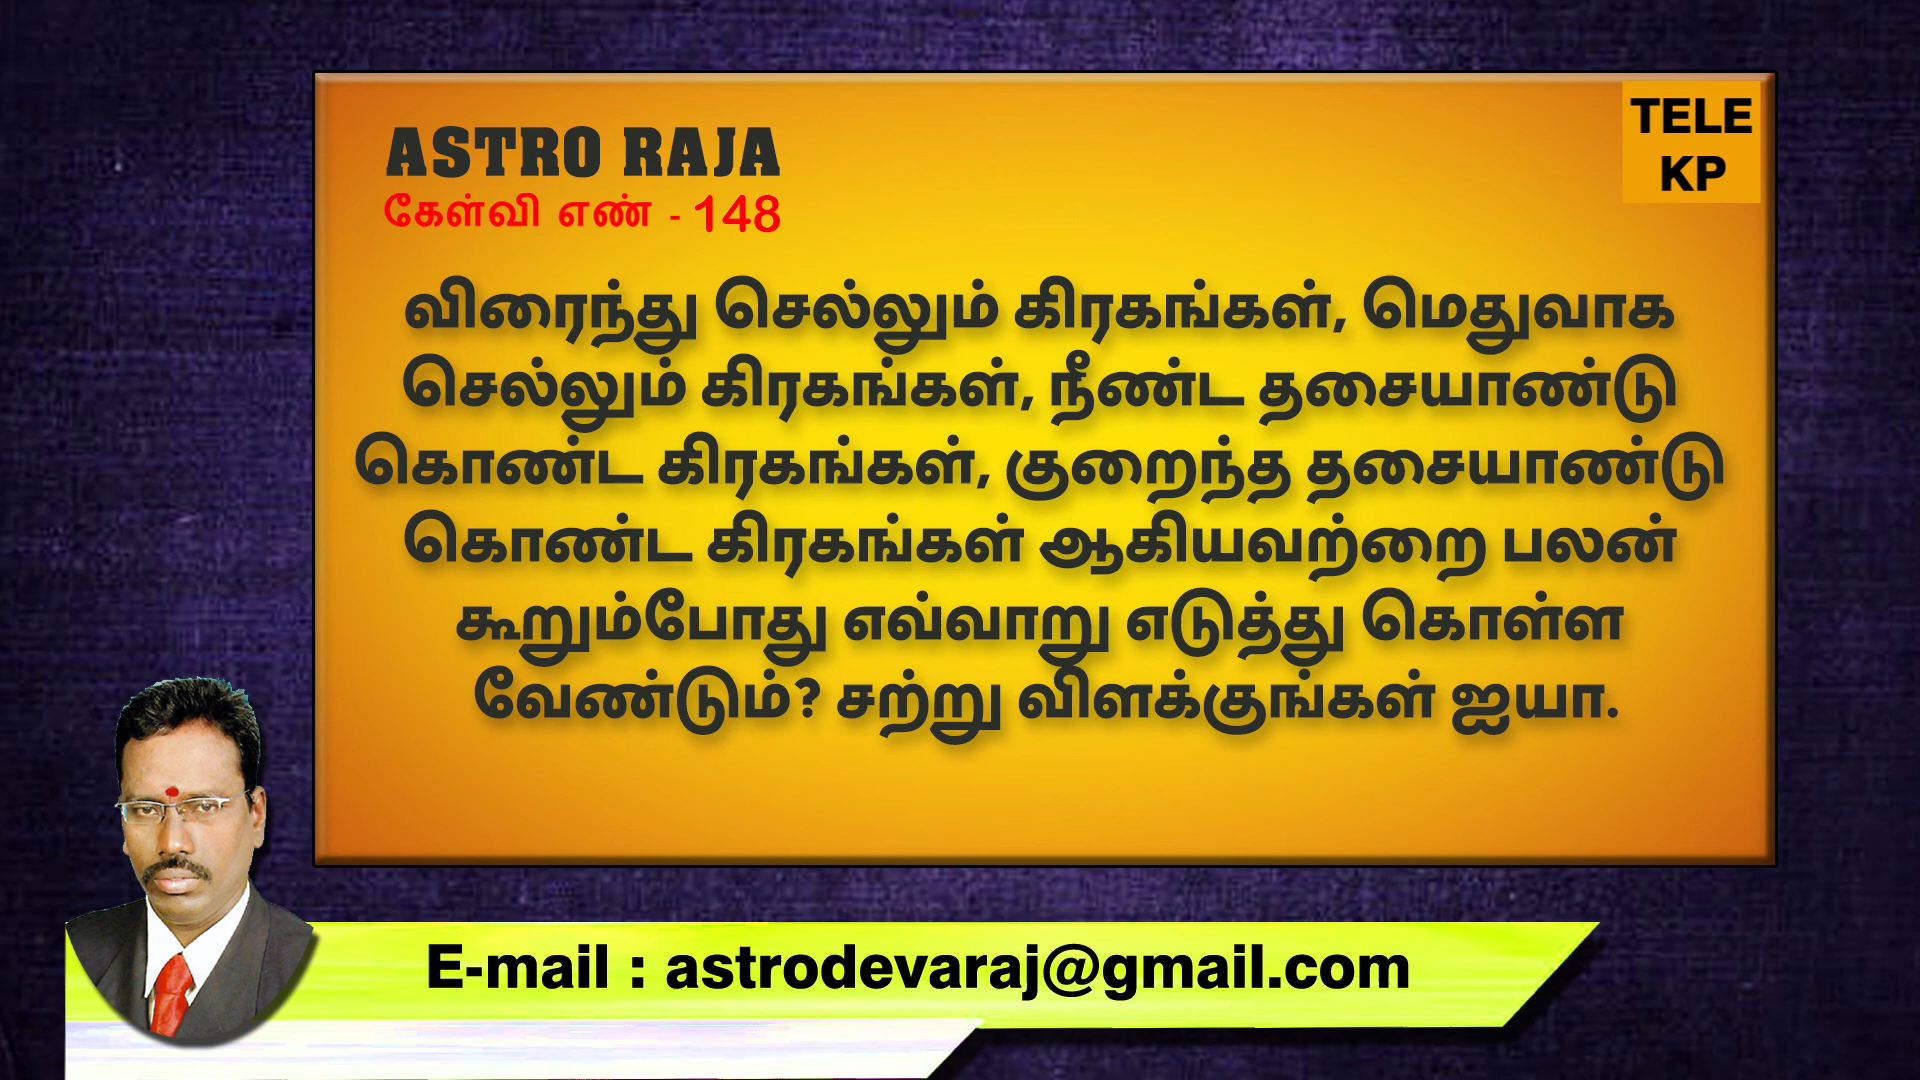 ASTRO RAJA
கேள்வி எண் - 148
TELE
KP
விரைந்து செல்லும் கிரகங்கள், மெதுவாக
செல்லும் கிரகங்கள், நீண்ட தசையாண்டு
கொண்ட கிரகங்கள், குறைந்த தசையாண்டு
கொண்ட கிரகங்கள் ஆகியவற்றை பலன்
கூறும்போது எவ்வாறு எடுத்து கொள்ள
வேண்டும்? சற்று விளக்குங்கள் ஐயா.
E-mail : astrodevaraj@gmail.com